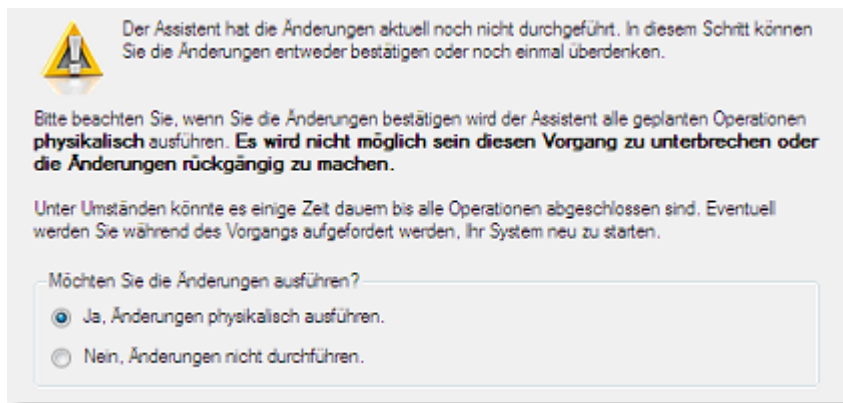 Der Assistent hat die Änderungen aktuell noch nicht durchgeführt. In diesem Schritt können
Sie die Änderungen entweder bestätigen oder noch einmal überdenken.
Bitte beachten Sie, wenn Sie die Änderungen bestätigen wird der Assistent alle geplanten Operationen
physikalisch ausführen. Es wird nicht möglich sein diesen Vorgang zu unterbrechen oder
die Änderungen rückgängig zu machen.
Unter Umständen könnte es einige Zeit dauern bis alle Operationen abgeschlossen sind. Eventuell
werden Sie während des Vorgangs aufgefordert werden, Ihr System neu zu starten.
Möchten Sie die Änderungen ausführen?
Ja, Änderungen physikalisch ausführen.
Nein, Änderungen nicht durchführen.